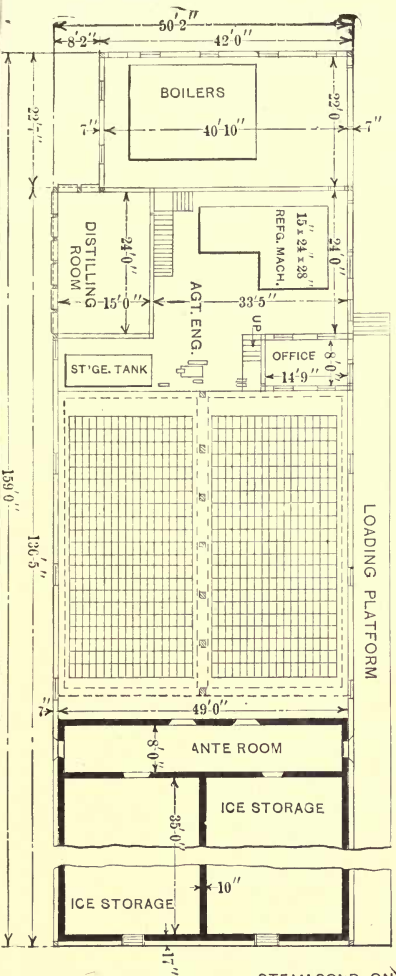 50'2"
8'2"
42'0"
BOILERS
22'0"
7"
40'10"
7"
15" x 24" x 28"
REFG. MACH.
DISTILLING
ROOM
24'0"
24'0"
15'0"
33'5"
AGT. ENG.
UP
OFFICE
8'0"
14'9"
ST'GE. TANK
159'0"
136'5"
LOADING PLATFORM
7"
49'0"
8'0"
ANTE ROOM
35'0"
ICE STORAGE
10"
ICE STORAGE
17"